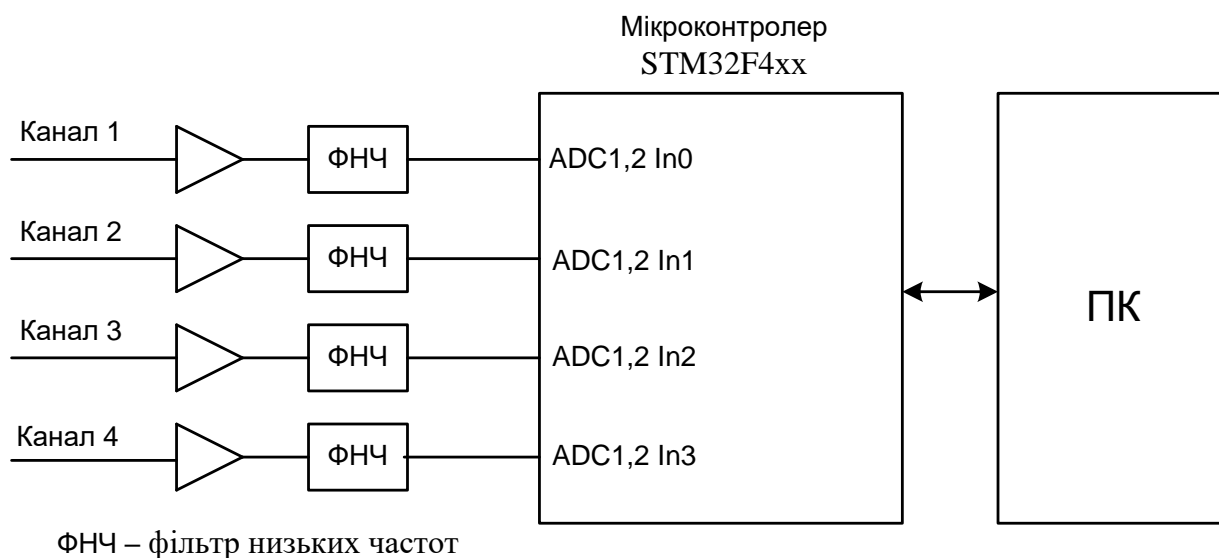 Мікроконтролер
STM32F4xx
Канал 1
ФНЧ
ADC1,2 In0
Канал 2
ФНЧ
ADC1,2 In1
Канал 3
ФНЧ
ADC1,2 In2
Канал 4
ФНЧ
ADC1,2 In3
ПК
ФНЧ – фільтр низьких частот